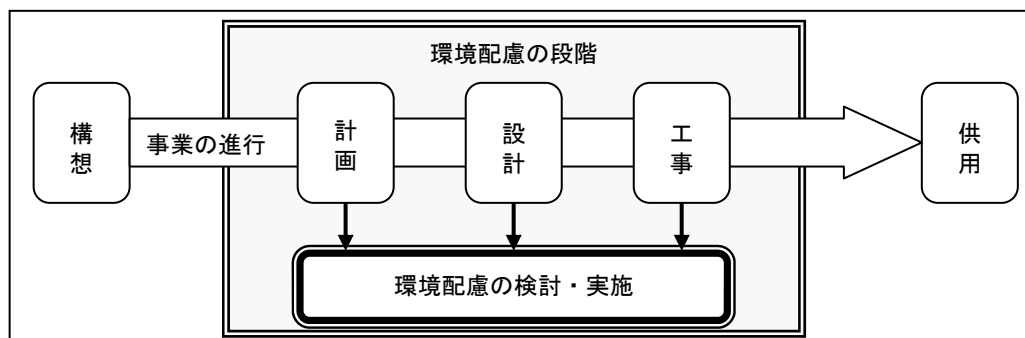 環境配慮の段階
構想
事業の進行
計画
設計
工事
供用
環境配慮の検討・実施